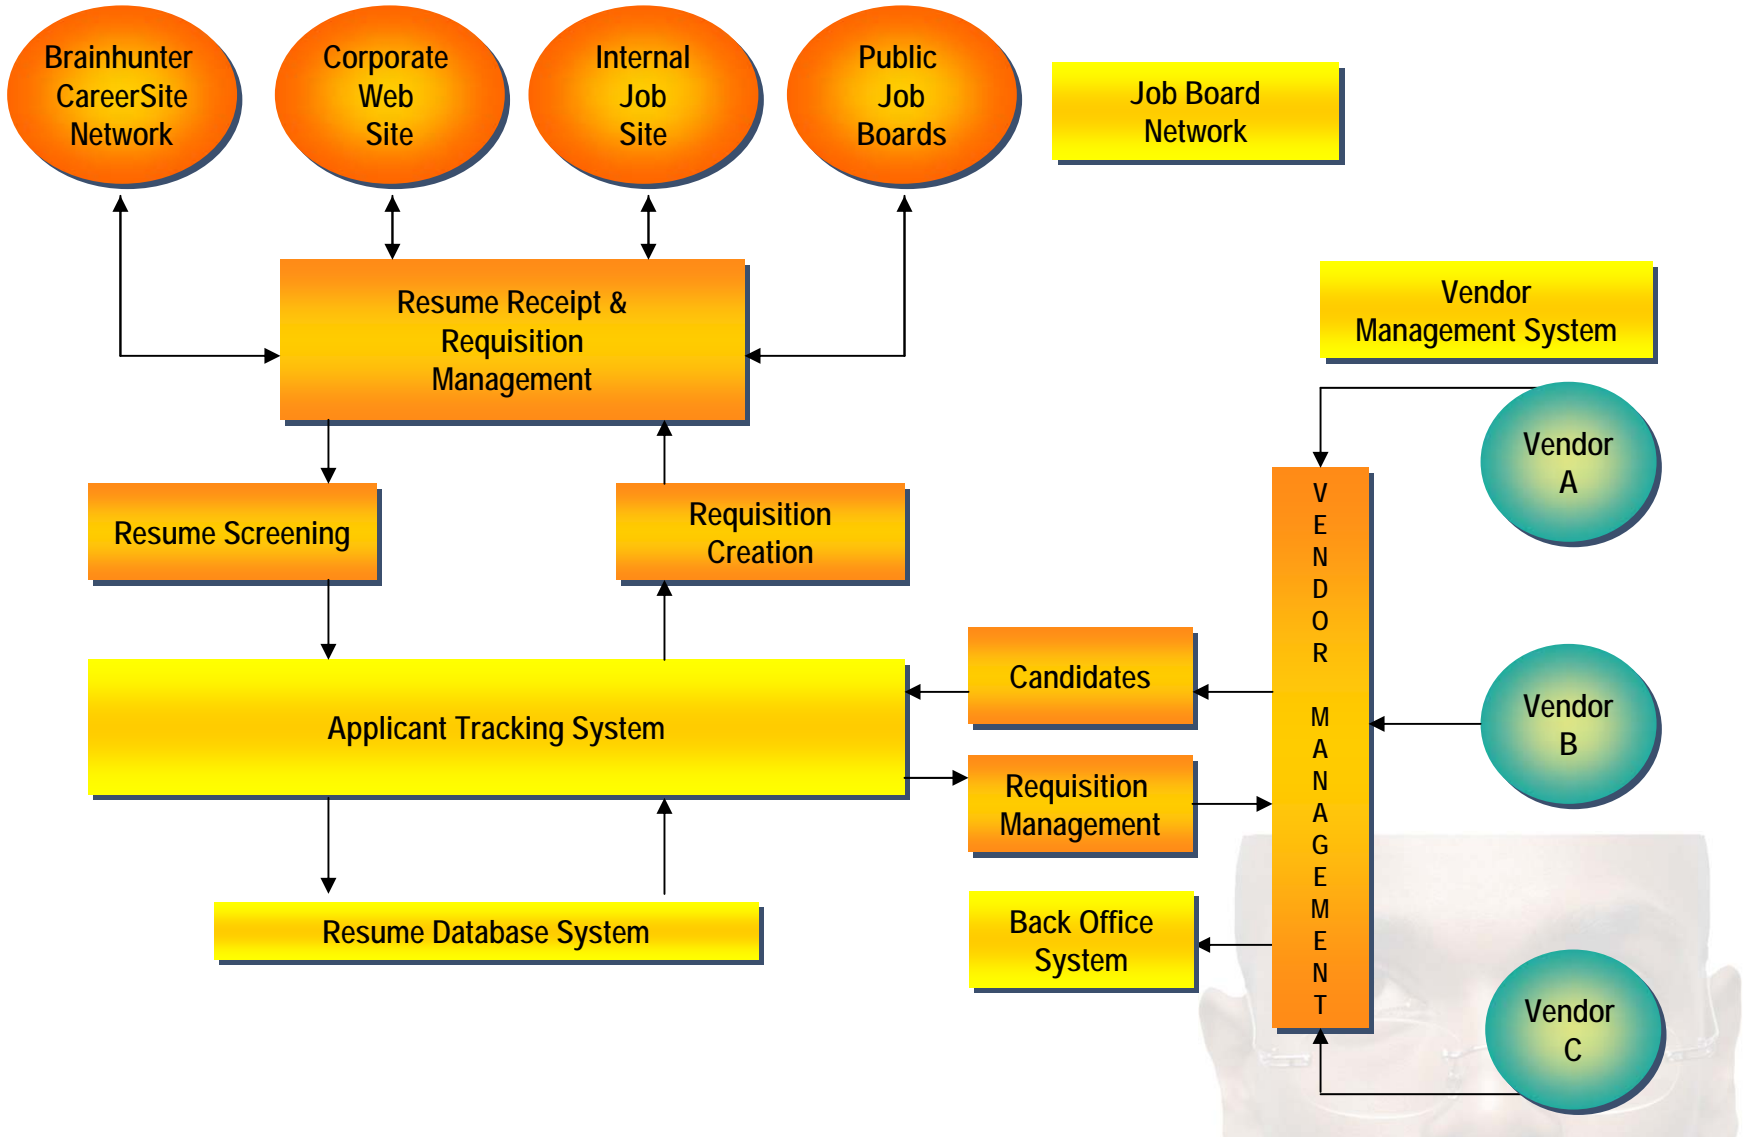 Brainhunter
CareerSite
Network
Corporate
Web
Site
Internal
Job
Site
Public
Job
Boards
Job Board
Network
Resume Receipt &
Requisition
Management
Vendor
Management System
Vendor
A
Resume Screening
Requisition
Creation
VENDOR MANAGEMENT
Candidates
Applicant Tracking System
Vendor
B
Requisition
Management
Resume Database System
Back Office
System
Vendor
C